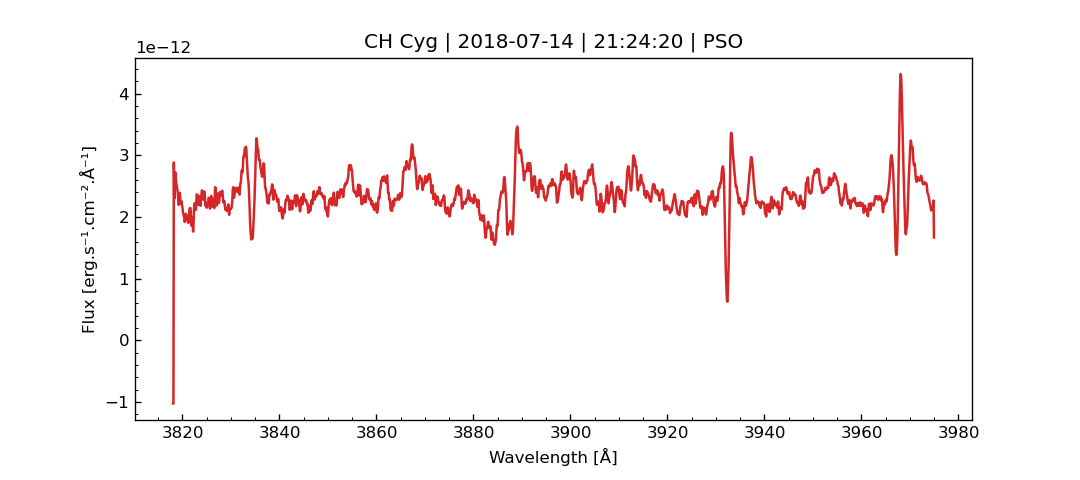 CH Cyg | 2018-07-14 | 21:24:20 | PSO
1e−12
4
3
2
1
0
−1
Flux [erg.s⁻¹.cm⁻².Å⁻¹]
3820 3840 3860 3880 3900 3920 3940 3960 3980
Wavelength [Å]